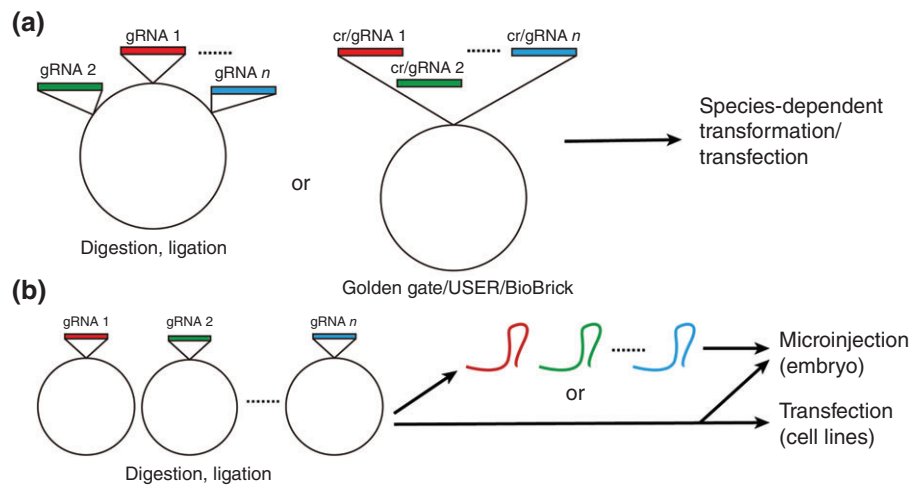 (a)
gRNA 1
gRNA 2
gRNA n
Digestion, ligation
or
cr/gRNA 1
cr/gRNA 2
cr/gRNA n
Golden gate/USER/BioBrick
Species-dependent
transformation/
transfection
(b)
gRNA 1
gRNA 2
gRNA n
Digestion, ligation
or
Microinjection
(embryo)
Transfection
(cell lines)